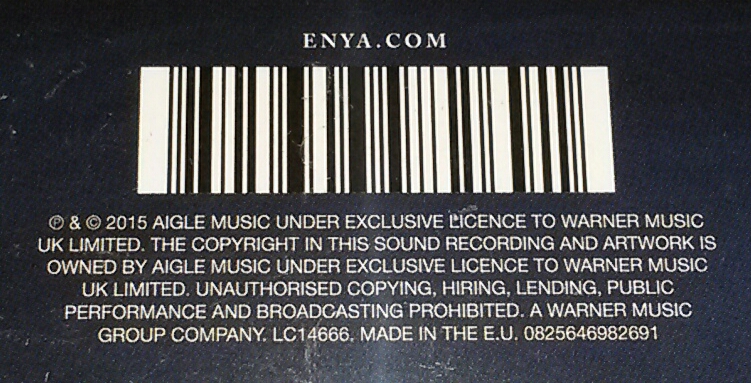 ENYA.COM
℗ & © 2015 AIGLE MUSIC UNDER EXCLUSIVE LICENCE TO WARNER MUSIC
UK LIMITED. THE COPYRIGHT IN THIS SOUND RECORDING AND ARTWORK IS
OWNED BY AIGLE MUSIC UNDER EXCLUSIVE LICENCE TO WARNER MUSIC
UK LIMITED. UNAUTHORISED COPYING, HIRING, LENDING, PUBLIC
PERFORMANCE AND BROADCASTING PROHIBITED. A WARNER MUSIC
GROUP COMPANY. LC14666. MADE IN THE E.U. 0825646982691